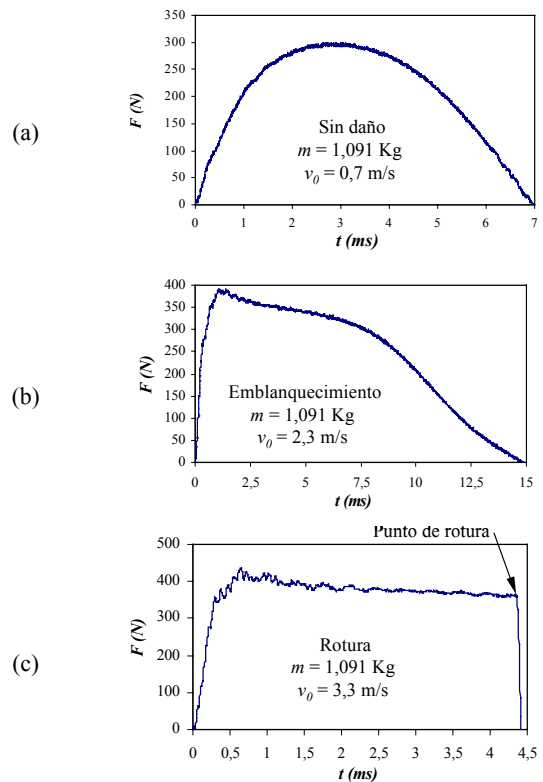 (a)
F (N)
350
300
250
200
150
100
50
0
Sin daño
m = 1,091 Kg
v0 = 0,7 m/s
0 1 2 3 4 5 6 7
t (ms)
(b)
F (N)
400
350
300
250
200
150
100
50
0
Emblanquecimiento
m = 1,091 Kg
v0 = 2,3 m/s
0 2,5 5 7,5 10 12,5 15
t (ms)
(c)
Punto de rotura
F (N)
500
400
300
200
100
0
Rotura
m = 1,091 Kg
v0 = 3,3 m/s
0 0,5 1 1,5 2 2,5 3 3,5 4 4,5
t (ms)